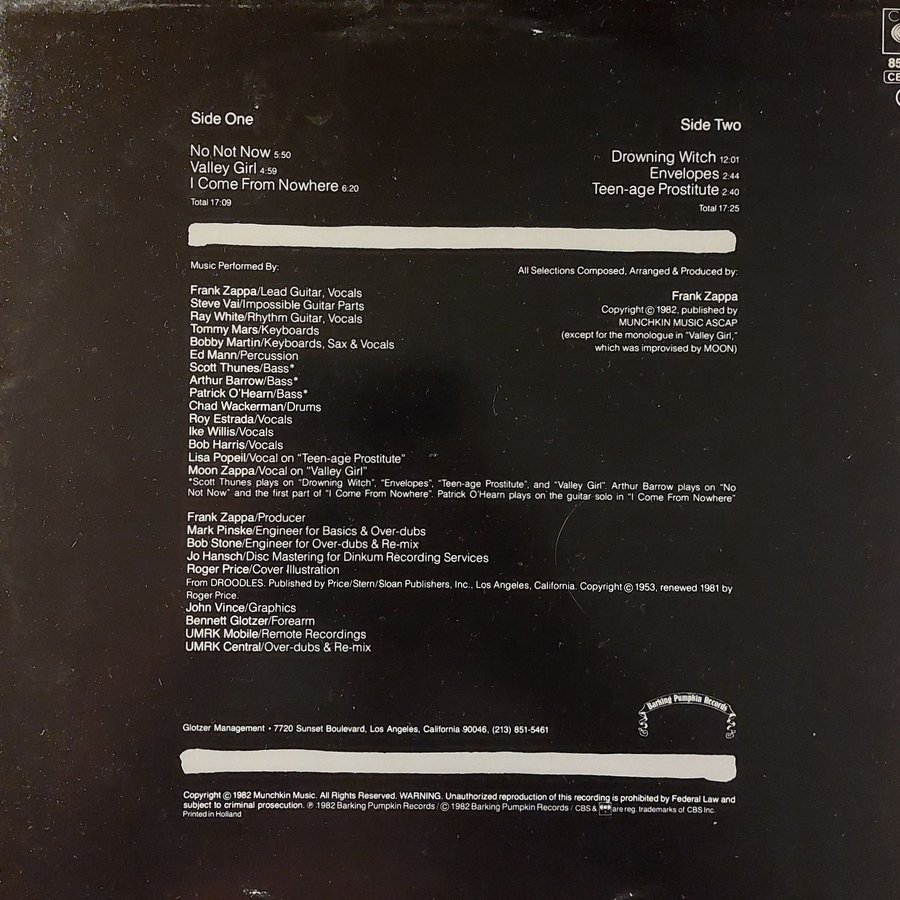 Side One
No Not Now 5:50
Valley Girl 4:59
I Come From Nowhere 6:20
Total 17:09
Side Two
Drowning Witch 12:01
Envelopes 2:44
Teen-age Prostitute 2:40
Total 17:25
Music Performed By:
Frank Zappa/Lead Guitar, Vocals
Steve Vai/Impossible Guitar Parts
Ray White/Rhythm Guitar, Vocals
Tommy Mars/Keyboards
Bobby Martin/Keyboards, Sax & Vocals
Ed Mann/Percussion
Scott Thunes/Bass*
Arthur Barrow/Bass*
Patrick O'Hearn/Bass*
Chad Wackerman/Drums
Roy Estrada/Vocals
Ike Willis/Vocals
Bob Harris/Vocals
Lisa Popeil/Vocal on "Teen-age Prostitute"
Moon Zappa/Vocal on "Valley Girl"
*Scott Thunes plays on "Drowning Witch", "Envelopes", "Teen-age Prostitute", and "Valley Girl". Arthur Barrow plays on "No
Not Now" and the first part of "I Come From Nowhere". Patrick O'Hearn plays on the guitar solo in "I Come From Nowhere"
All Selections Composed, Arranged & Produced by:
Frank Zappa
Copyright © 1982, published by
MUNCHKIN MUSIC ASCAP
(except for the monologue in "Valley Girl,"
which was improvised by MOON)
Frank Zappa/Producer
Mark Pinske/Engineer for Basics & Over-dubs
Bob Stone/Engineer for Over-dubs & Re-mix
Jo Hansch/Disc Mastering for Dinkum Recording Services
Roger Price/Cover Illustration
From DROODLES. Published by Price/Stern/Sloan Publishers, Inc., Los Angeles, California. Copyright © 1953, renewed 1981 by
Roger Price.
John Vince/Graphics
Bennett Glotzer/Forearm
UMRK Mobile/Remote Recordings
UMRK Central/Over-dubs & Re-mix
Barking Pumpkin Records
Glotzer Management • 7720 Sunset Boulevard, Los Angeles, California 90046, (213) 851-5461
Copyright © 1982 Munchkin Music. All Rights Reserved. WARNING. Unauthorized reproduction of this recording is prohibited by Federal Law and
subject to criminal prosecution. ℗ 1982 Barking Pumpkin Records / © 1982 Barking Pumpkin Records / CBS & are reg. trademarks of CBS Inc.
Printed in Holland